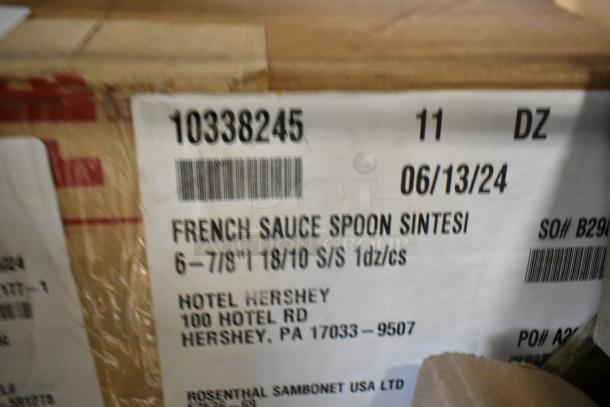 10338245 11 DZ
06/13/24
FRENCH SAUCE SPOON SINTESI SO#
6-7/8"l 18/10 S/S 1dz/cs
HOTEL HERSHEY
100 HOTEL RD
HERSHEY, PA 17033-9507
PO#
ROSENTHAL SAMBONET USA LTD